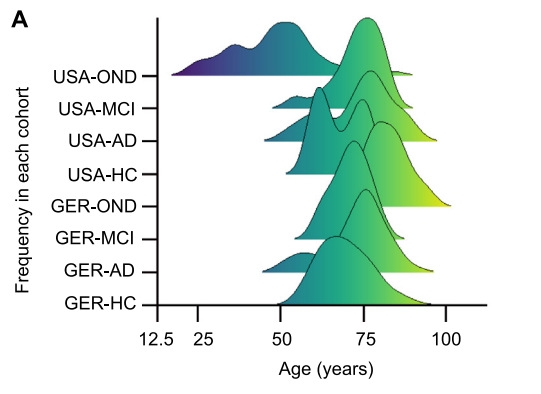 A
Frequency in each cohort
USA-OND
USA-MCI
USA-AD
USA-HC
GER-OND
GER-MCI
GER-AD
GER-HC
12.5 25 50 75 100
Age (years)